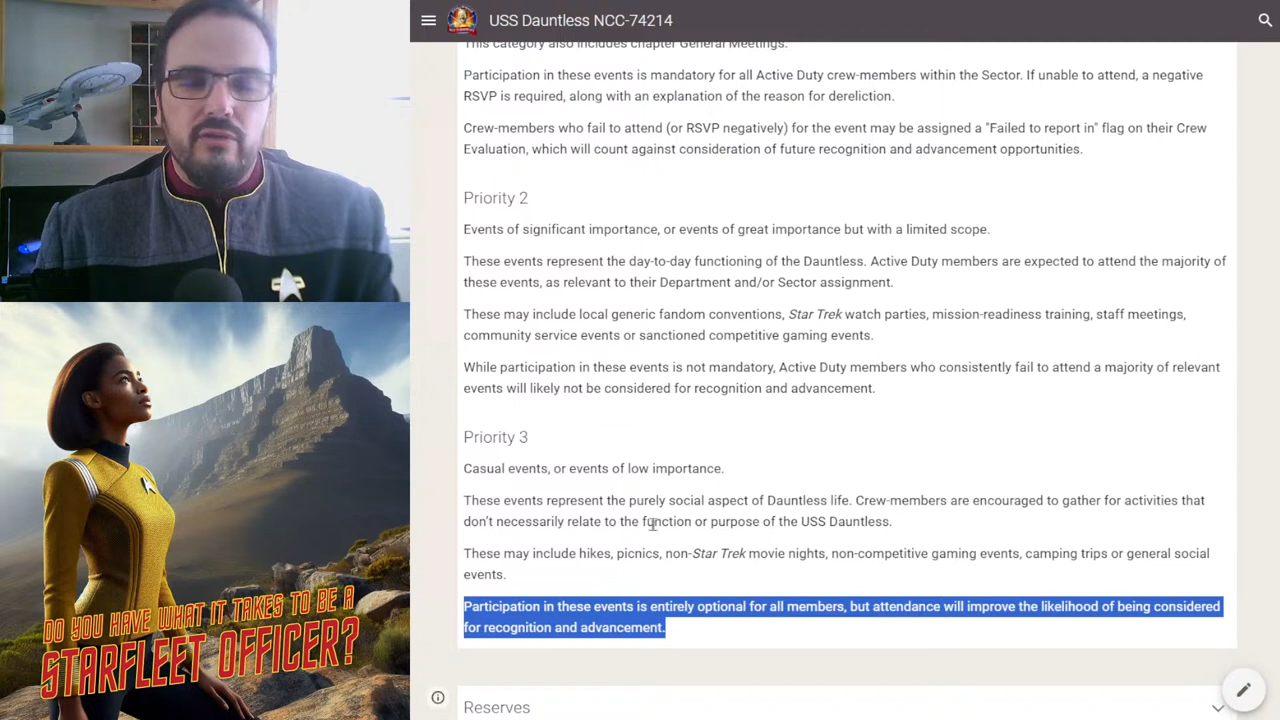 USS Dauntless NCC-74214
This category also includes chapter General Meetings.
Participation in these events is mandatory for all Active Duty crew-members within the Sector. If unable to attend, a negative
RSVP is required, along with an explanation of the reason for dereliction.
Crew-members who fail to attend (or RSVP negatively) for the event may be assigned a "Failed to report in" flag on their Crew
Evaluation, which will count against consideration of future recognition and advancement opportunities.
Priority 2
Events of significant importance, or events of great importance but with a limited scope.
These events represent the day-to-day functioning of the Dauntless. Active Duty members are expected to attend the majority of
these events, as relevant to their Department and/or Sector assignment.
These may include local generic fandom conventions, Star Trek watch parties, mission-readiness training, staff meetings,
community service events or sanctioned competitive gaming events.
While participation in these events is not mandatory, Active Duty members who consistently fail to attend a majority of relevant
events will likely not be considered for recognition and advancement.
Priority 3
Casual events, or events of low importance.
These events represent the purely social aspect of Dauntless life. Crew-members are encouraged to gather for activities that
don't necessarily relate to the function or purpose of the USS Dauntless.
These may include hikes, picnics, non-Star Trek movie nights, non-competitive gaming events, camping trips or general social
events.
Participation in these events is entirely optional for all members, but attendance will improve the likelihood of being considered
for recognition and advancement.
Reserves
DO YOU HAVE WHAT IT TAKES TO BE A
STARFLEET OFFICER?